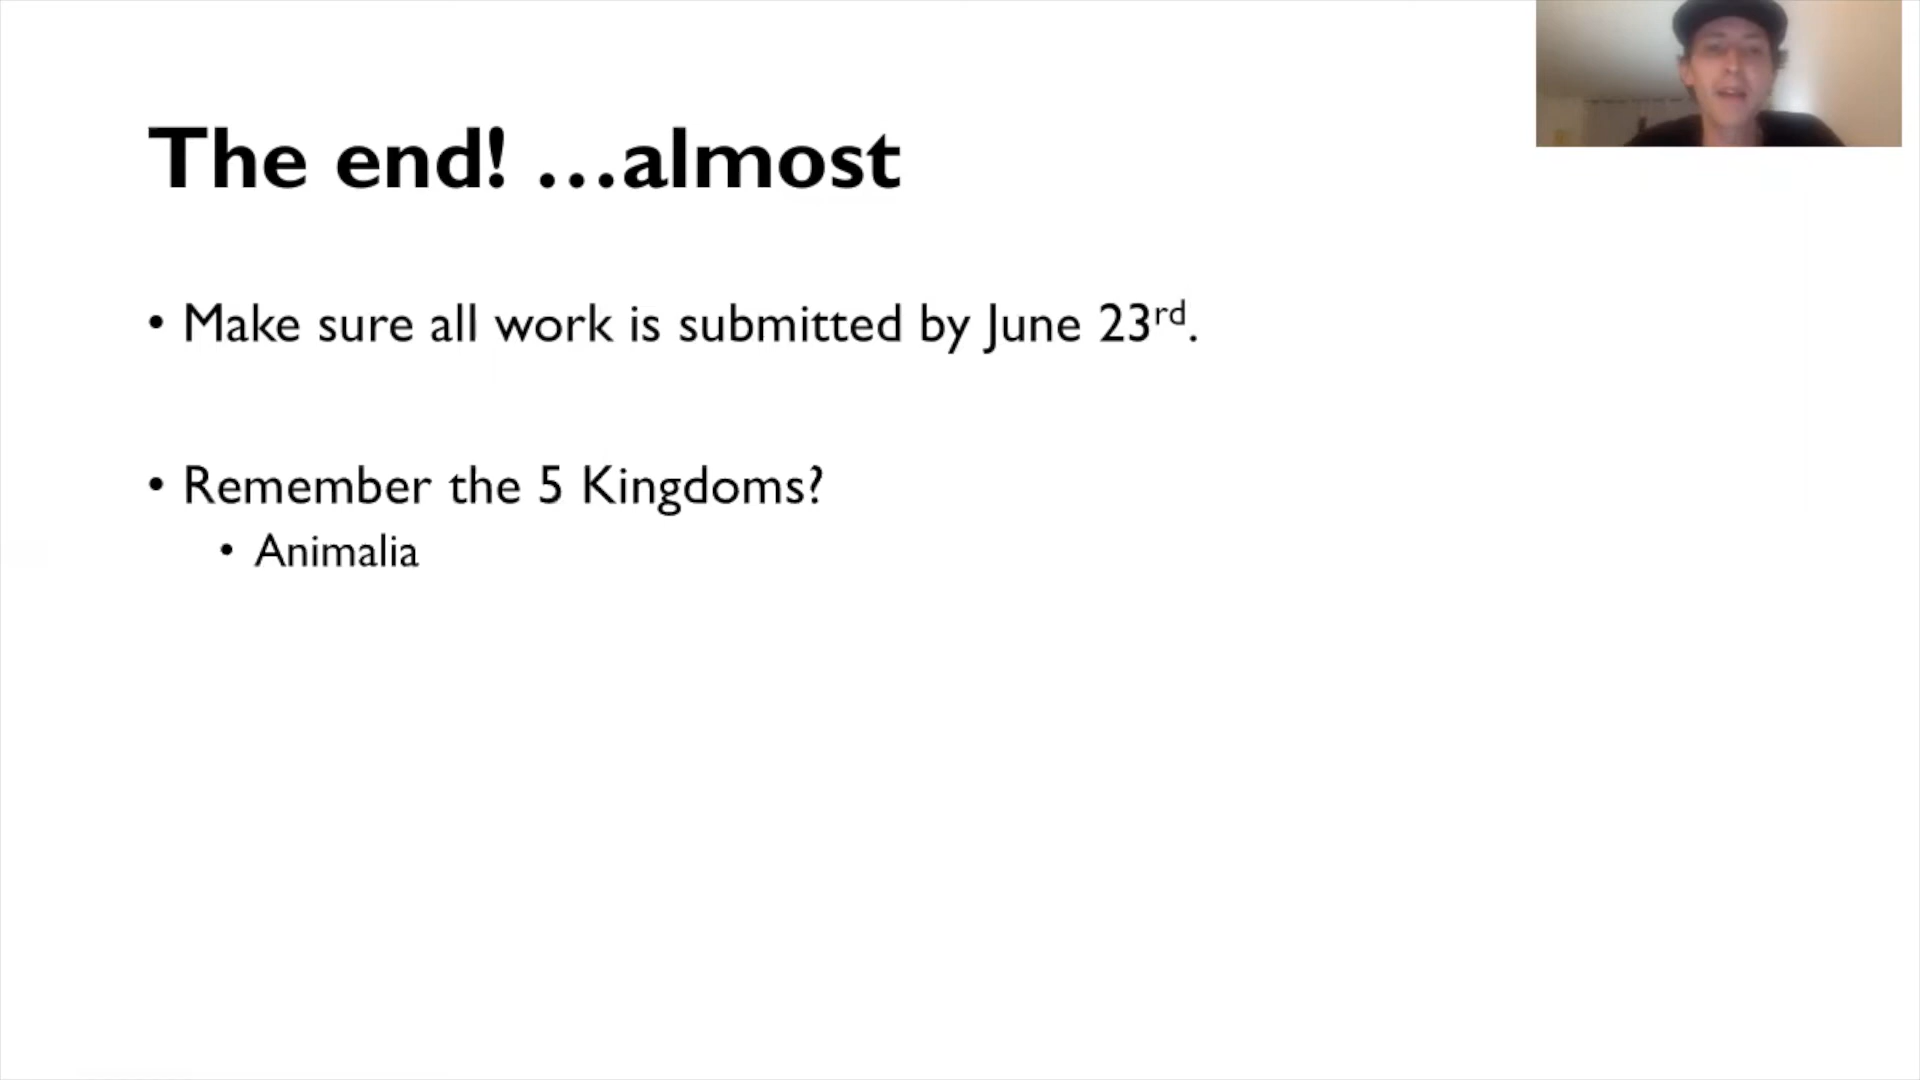 The end! …almost
• Make sure all work is submitted by June 23rd.
• Remember the 5 Kingdoms?
• Animalia